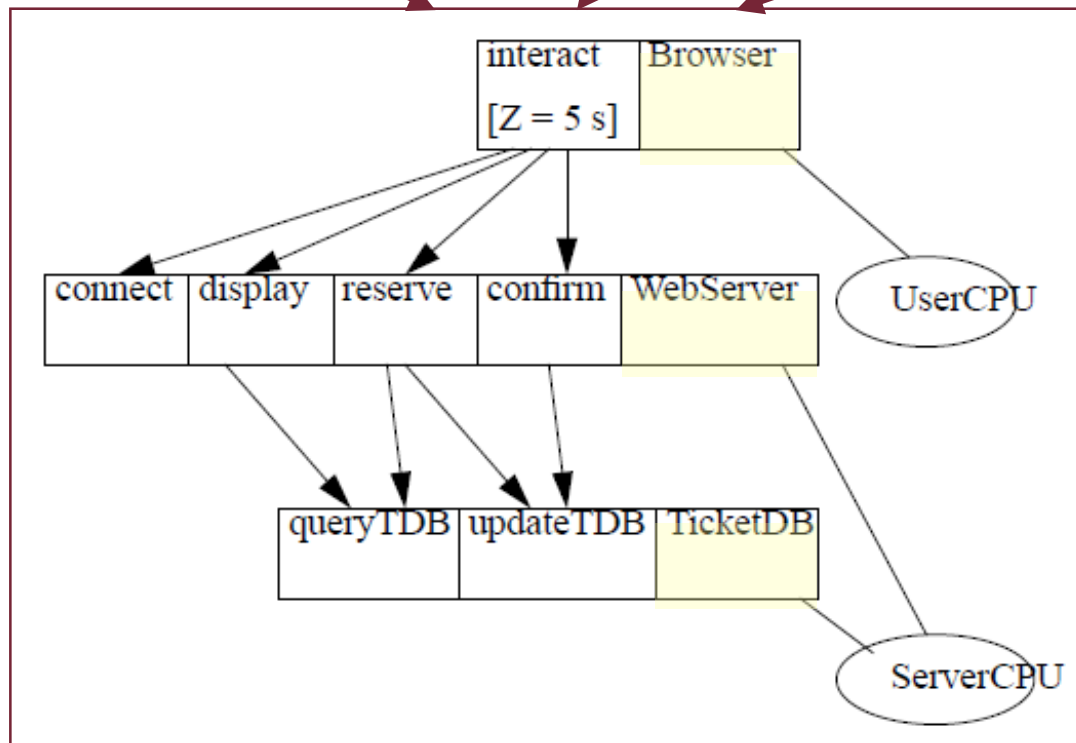 interact Browser
[Z = 5 s]
connect display reserve confirm WebServer
UserCPU
queryTDB updateTDB TicketDB
ServerCPU